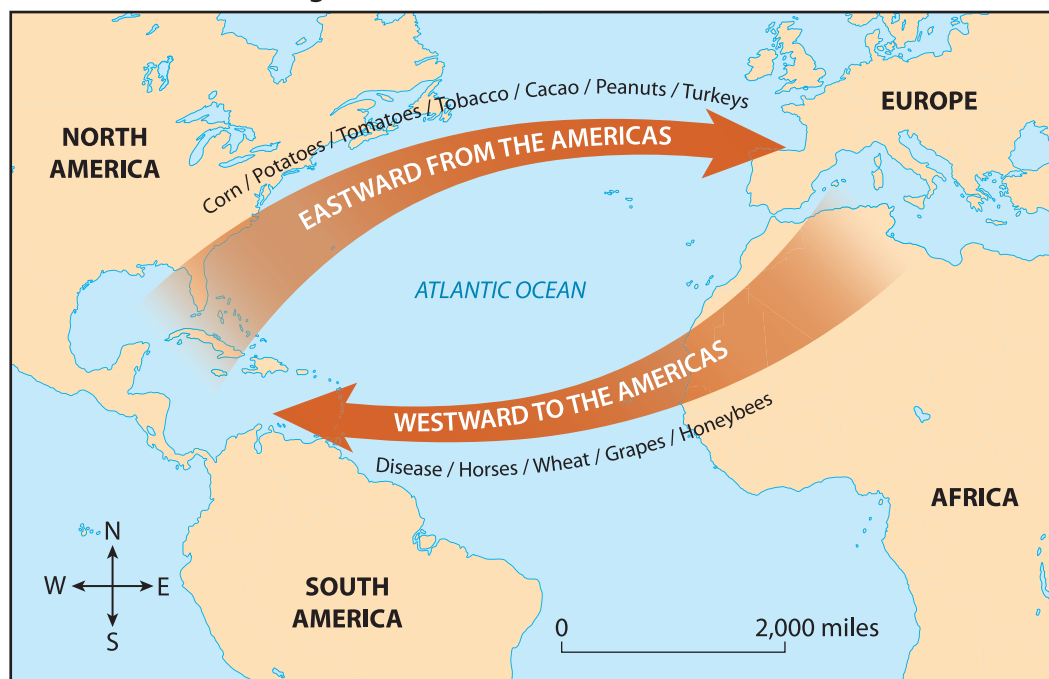 NORTH
AMERICA
Corn / Potatoes / Tomatoes / Tobacco / Cacao / Peanuts / Turkeys
EASTWARD FROM THE AMERICAS
EUROPE
ATLANTIC OCEAN
WESTWARD TO THE AMERICAS
Disease / Horses / Wheat / Grapes / Honeybees
AFRICA
SOUTH
AMERICA
N
W E
S
0 2,000 miles